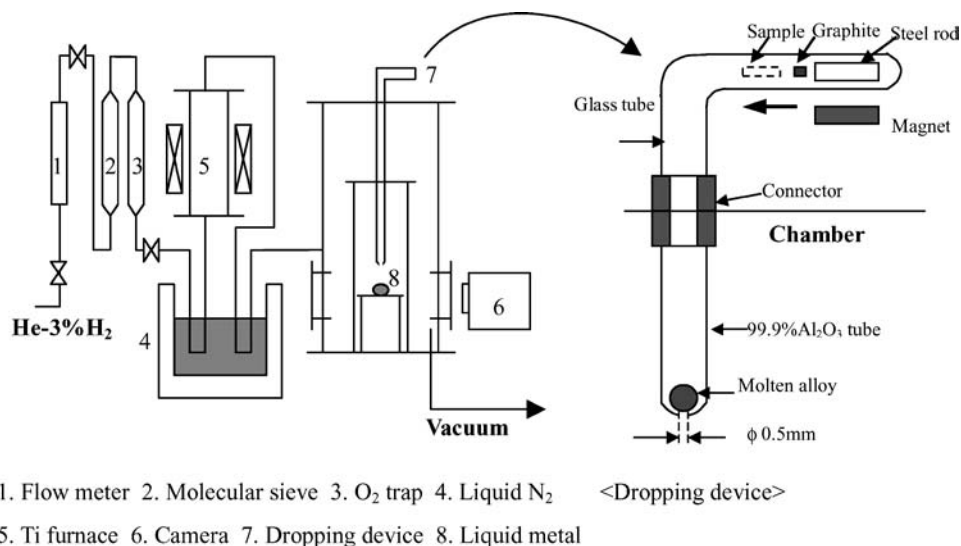 Sample Graphite Steel rod
7
Glass tube
Magnet
1 2 3 5
Connector
Chamber
8
6
He-3%H₂
4
99.9%Al₂O₃ tube
Molten alloy
Vacuum
ϕ 0.5mm
1. Flow meter 2. Molecular sieve 3. O₂ trap 4. Liquid N₂ <Dropping device>
5. Ti furnace 6. Camera 7. Dropping device 8. Liquid metal